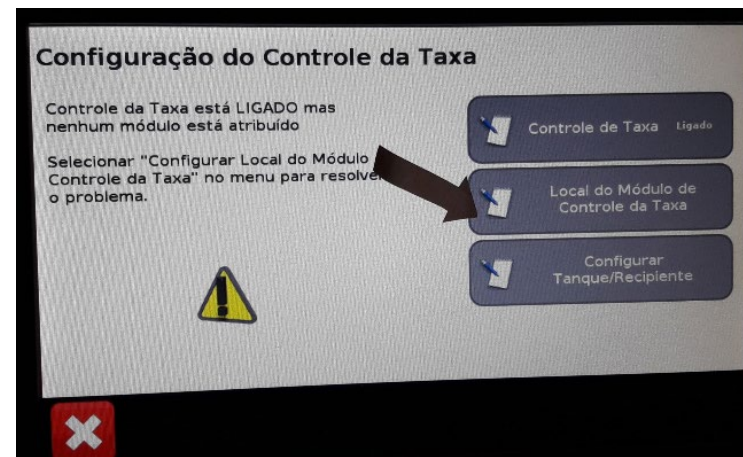 Configuração do Controle da Taxa
Controle da Taxa está LIGADO mas
nenhum módulo está atribuído
Selecionar "Configurar Local do Módulo
Controle da Taxa" no menu para resolver
o problema.
Controle de Taxa Ligado
Local do Módulo de
Controle da Taxa
Configurar
Tanque/Recipiente